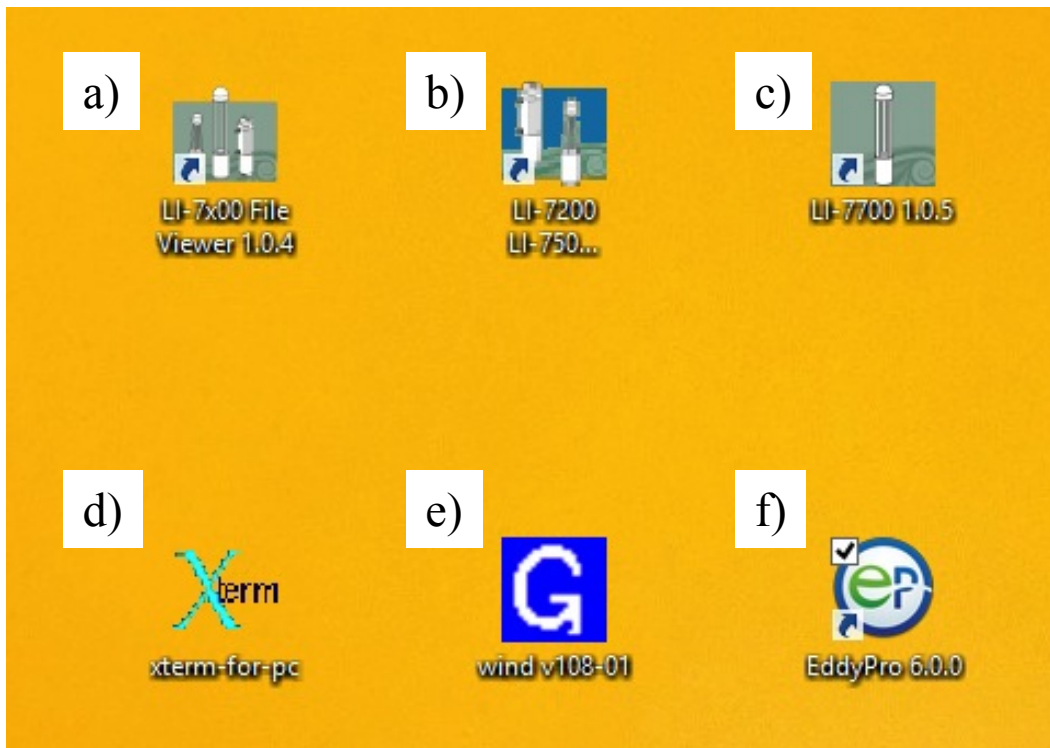 a)
b)
c)
LI-7x00 File
Viewer 1.0.4
LI-7200
LI-750...
LI-7700 1.0.5
d)
e)
f)
Xterm
G
eP
xterm-for-pc
wind v108-01
EddyPro 6.0.0